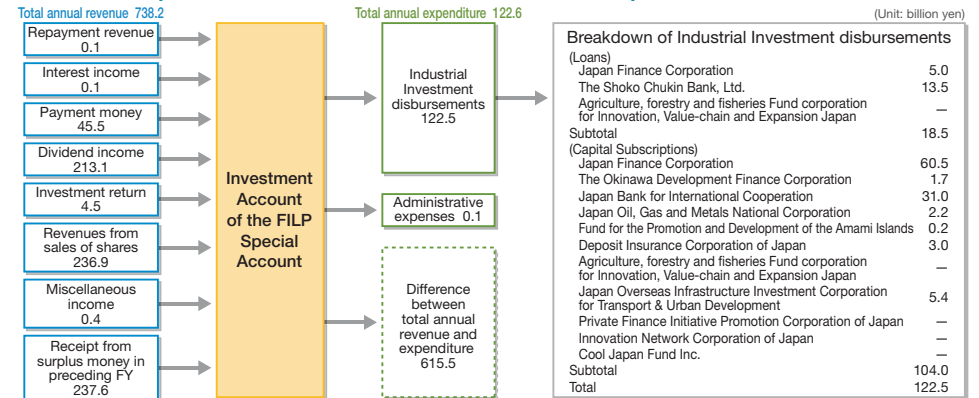 Total annual revenue 738.2
Total annual expenditure 122.6
(Unit: billion yen)
Repayment revenue
0.1
Interest income
0.1
Payment money
45.5
Dividend income
213.1
Investment return
4.5
Revenues from
sales of shares
236.9
Miscellaneous
income
0.4
Receipt from
surplus money in
preceding FY
237.6
Investment
Account
of the FILP
Special
Account
Industrial
Investment
disbursements
122.5
Administrative
expenses 0.1
Difference
between
total annual
revenue and
expenditure
615.5
Breakdown of Industrial Investment disbursements
(Loans)
Japan Finance Corporation 5.0
The Shoko Chukin Bank, Ltd. 13.5
Agriculture, forestry and fisheries Fund corporation
for Innovation, Value-chain and Expansion Japan —
Subtotal 18.5
(Capital Subscriptions)
Japan Finance Corporation 60.5
The Okinawa Development Finance Corporation 1.7
Japan Bank for International Cooperation 31.0
Japan Oil, Gas and Metals National Corporation 2.2
Fund for the Promotion and Development of the Amami Islands 0.2
Deposit Insurance Corporation of Japan 3.0
Agriculture, forestry and fisheries Fund corporation
for Innovation, Value-chain and Expansion Japan —
Japan Overseas Infrastructure Investment Corporation
for Transport & Urban Development 5.4
Private Finance Initiative Promotion Corporation of Japan —
Innovation Network Corporation of Japan —
Cool Japan Fund Inc. —
Subtotal 104.0
Total 122.5